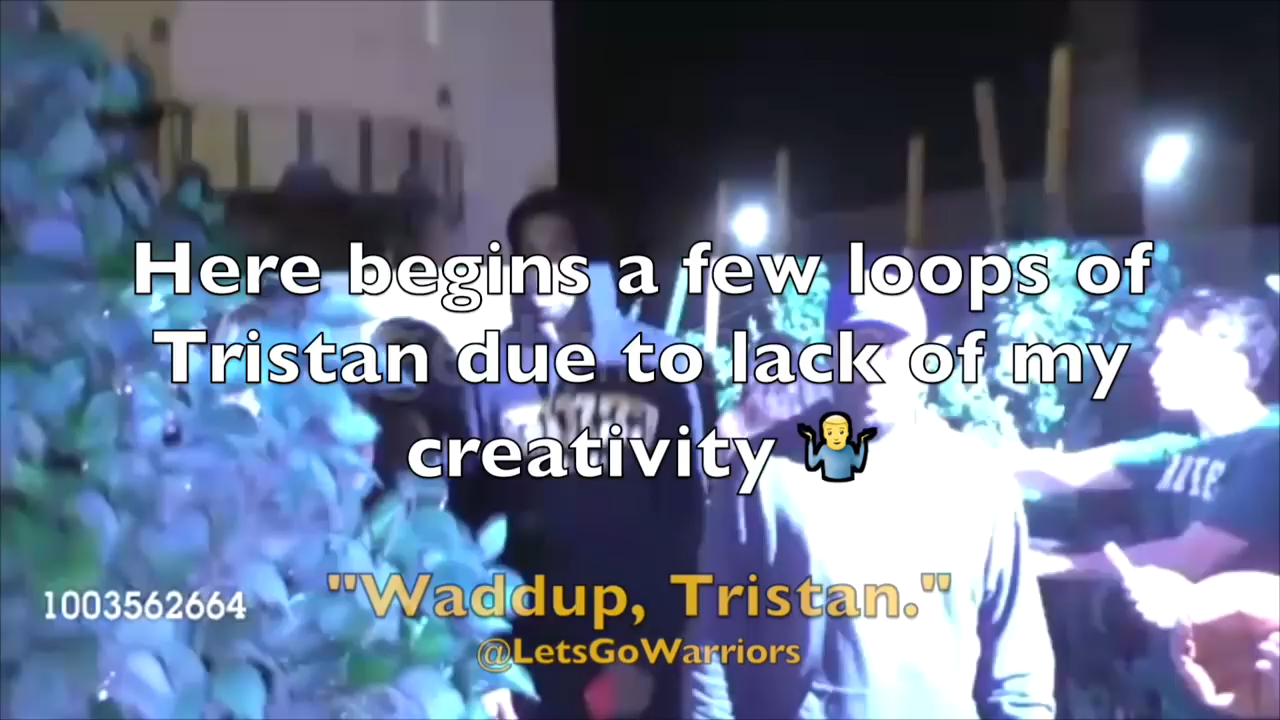 Here begins a few loops of
Tristan due to lack of my
creativity 🤷‍♂️
"Waddup, Tristan."
1003562664
@LetsGoWarriors